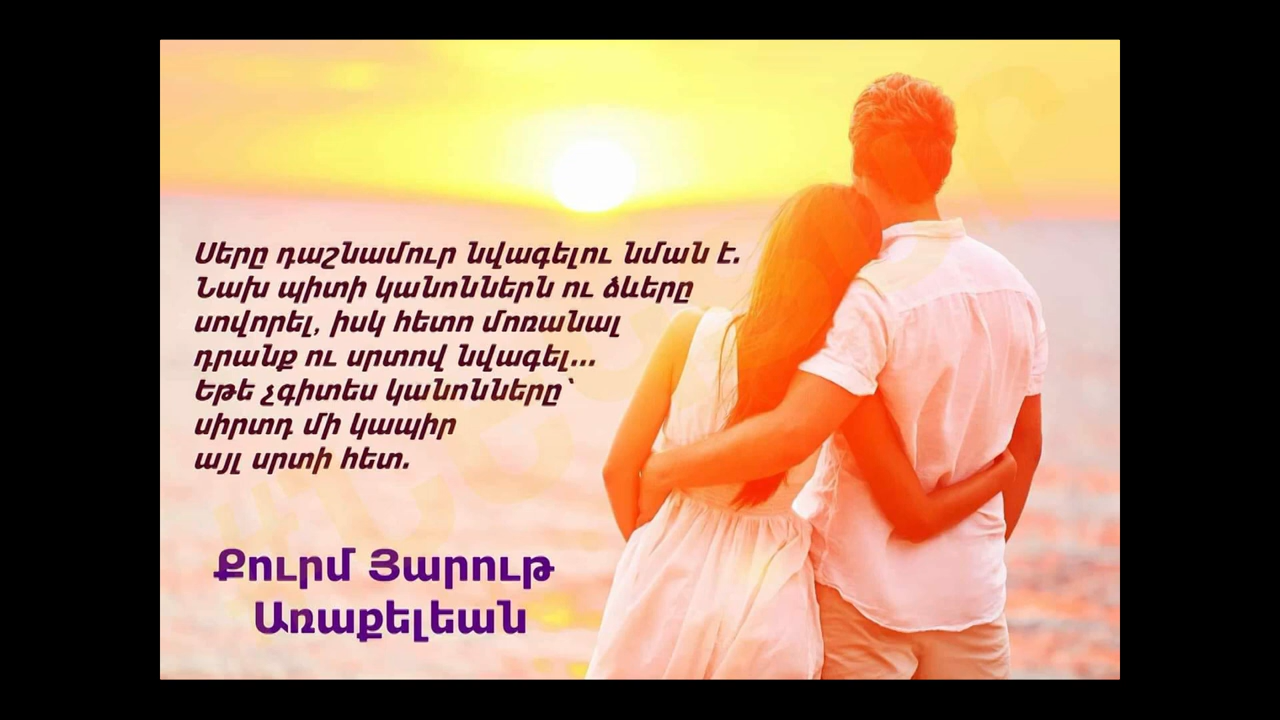 Սերը դաշնամուր նվագելու նման է.
Նախ պիտի կանոններն ու ձևերը
սովորել, իսկ հետո մոռանալ
դրանք ու սրտով նվագել...
Եթե չգիտես կանոնները՝
սիրտդ մի կապիր
այլ սրտի հետ.
Քուրմ Յարութ
Առաքելեան